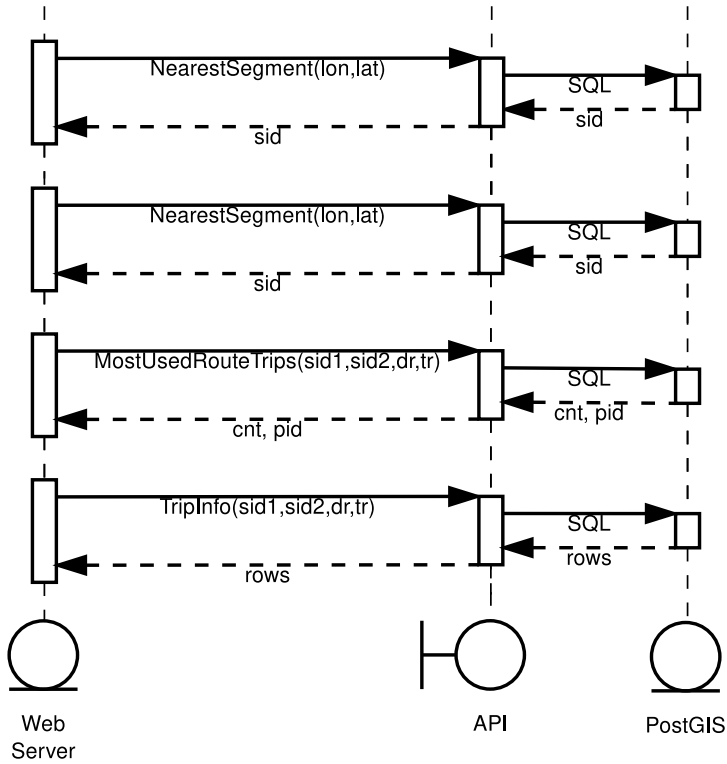 NearestSegment(lon,lat)
SQL
sid
sid
NearestSegment(lon,lat)
SQL
sid
sid
MostUsedRouteTrips(sid1,sid2,dr,tr)
SQL
cnt, pid
cnt, pid
TripInfo(sid1,sid2,dr,tr)
SQL
rows
rows
Web
Server
API
PostGIS